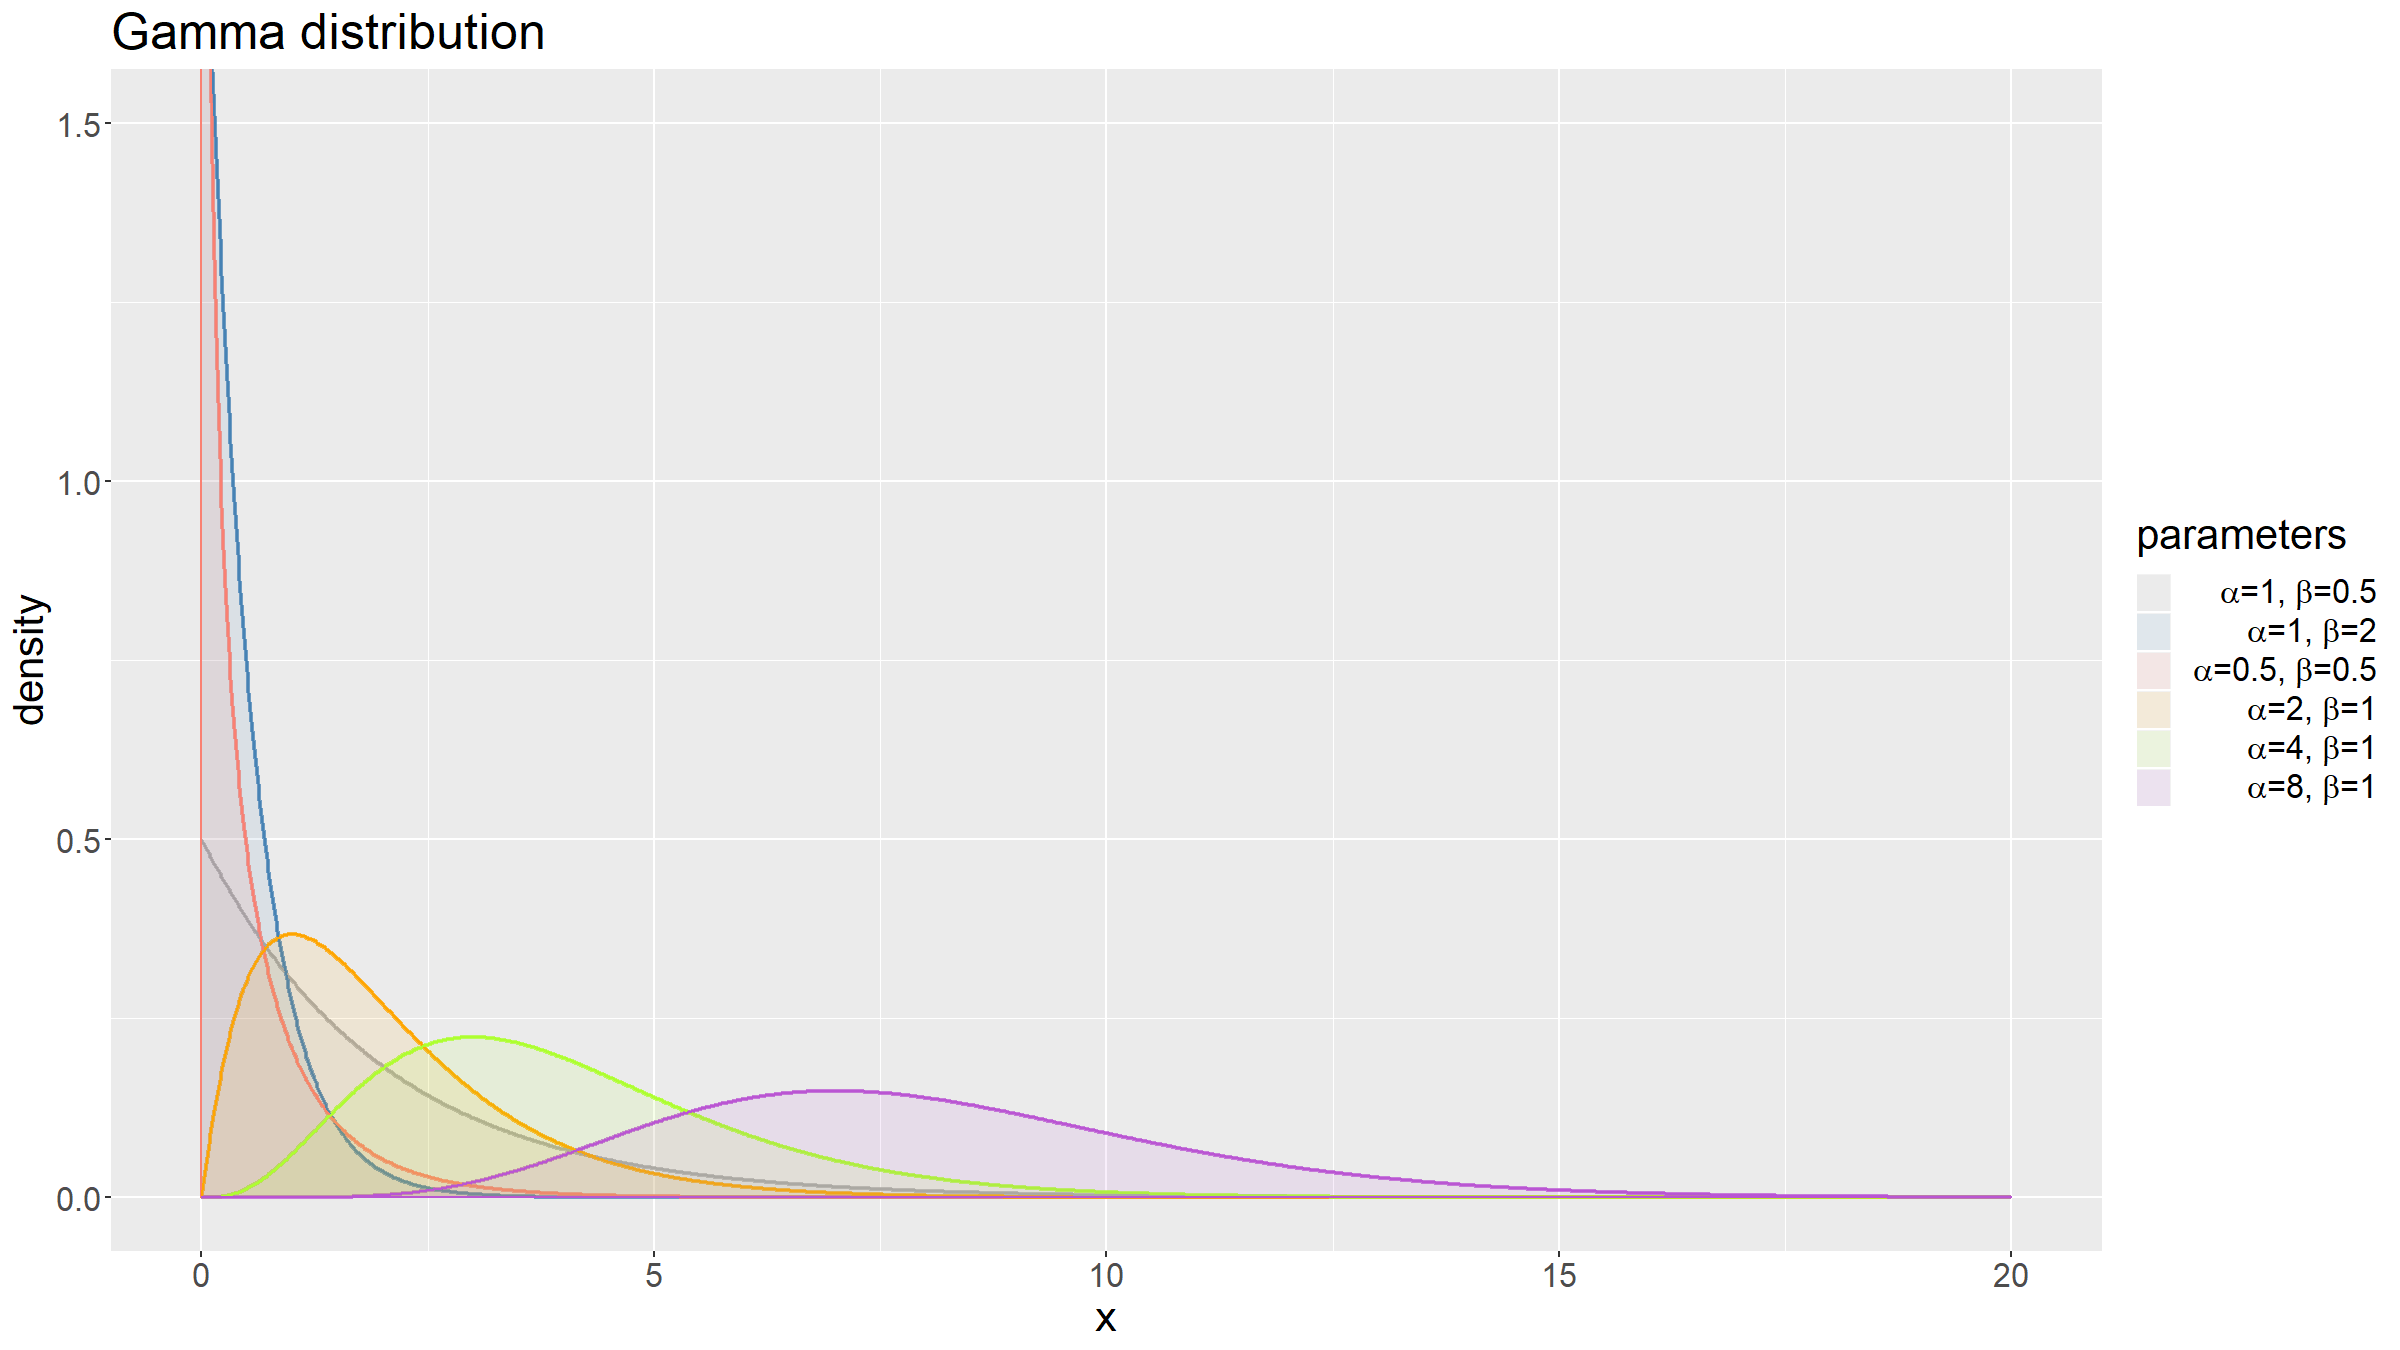 Gamma distribution
1.5
1.0
0.5
0.0
density
0 5 10 15 20
x
parameters
α=1, β=0.5
α=1, β=2
α=0.5, β=0.5
α=2, β=1
α=4, β=1
α=8, β=1